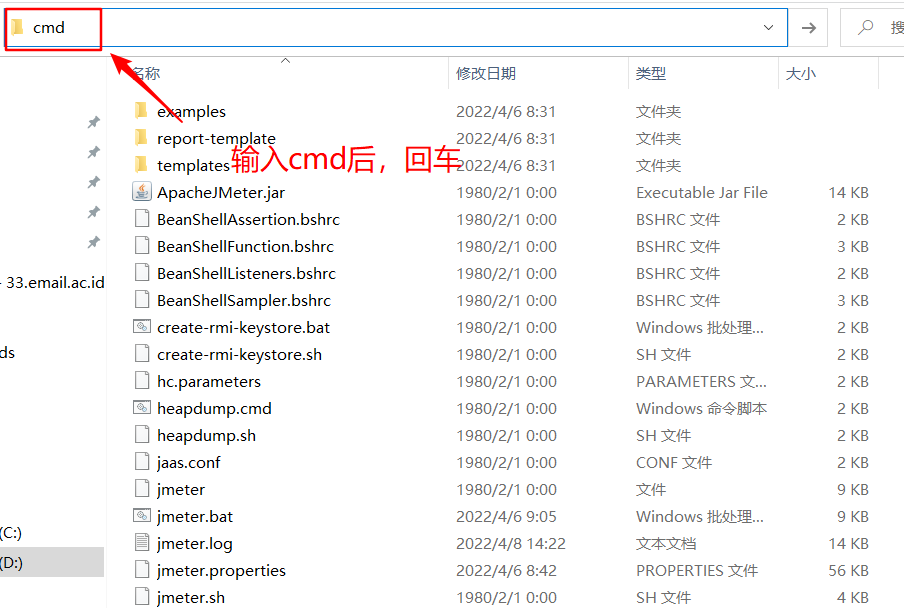 cmd
搜
名称 修改日期 类型 大小
examples 2022/4/6 8:31 文件夹
report-template 2022/4/6 8:31 文件夹
输入cmd后，回车
templates 2022/4/6 8:31 文件夹
ApacheJMeter.jar 1980/2/1 0:00 Executable Jar File 14 KB
BeanShellAssertion.bshrc 1980/2/1 0:00 BSHRC 文件 2 KB
BeanShellFunction.bshrc 1980/2/1 0:00 BSHRC 文件 3 KB
BeanShellListeners.bshrc 1980/2/1 0:00 BSHRC 文件 2 KB
BeanShellSampler.bshrc 1980/2/1 0:00 BSHRC 文件 3 KB
create-rmi-keystore.bat 1980/2/1 0:00 Windows 批处理... 2 KB
create-rmi-keystore.sh 1980/2/1 0:00 SH 文件 2 KB
hc.parameters 1980/2/1 0:00 PARAMETERS 文... 2 KB
heapdump.cmd 1980/2/1 0:00 Windows 命令脚本 2 KB
heapdump.sh 1980/2/1 0:00 SH 文件 2 KB
jaas.conf 1980/2/1 0:00 CONF 文件 2 KB
jmeter 1980/2/1 0:00 文件 9 KB
jmeter.bat 2022/4/6 9:05 Windows 批处理... 9 KB
jmeter.log 2022/4/8 14:22 文本文档 14 KB
jmeter.properties 2022/4/6 8:42 PROPERTIES 文件 56 KB
jmeter.sh 1980/2/1 0:00 SH 文件 4 KB
- 33.email.ac.id
ds
(C:)
(D:)